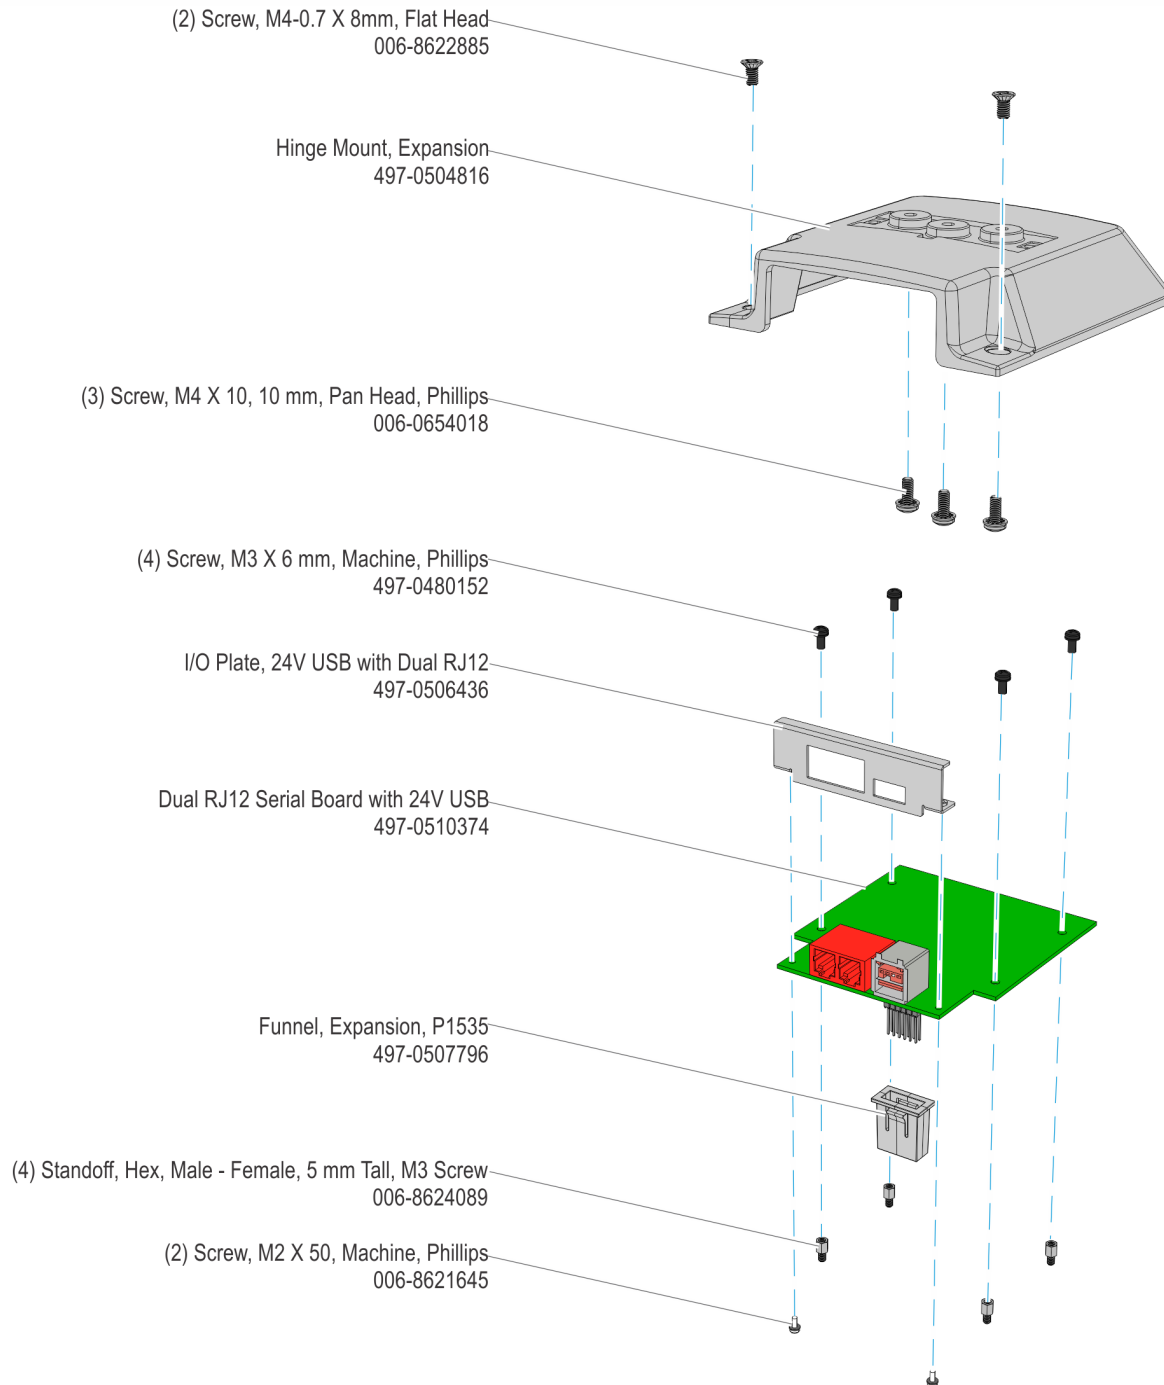 (2) Screw, M4-0.7 X 8mm, Flat Head
006-8622885
Hinge Mount, Expansion
497-0504816
(3) Screw, M4 X 10, 10 mm, Pan Head, Phillips
006-0654018
(4) Screw, M3 X 6 mm, Machine, Phillips
497-0480152
I/O Plate, 24V USB with Dual RJ12
497-0506436
Dual RJ12 Serial Board with 24V USB
497-0510374
Funnel, Expansion, P1535
497-0507796
(4) Standoff, Hex, Male - Female, 5 mm Tall, M3 Screw
006-8624089
(2) Screw, M2 X 50, Machine, Phillips
006-8621645